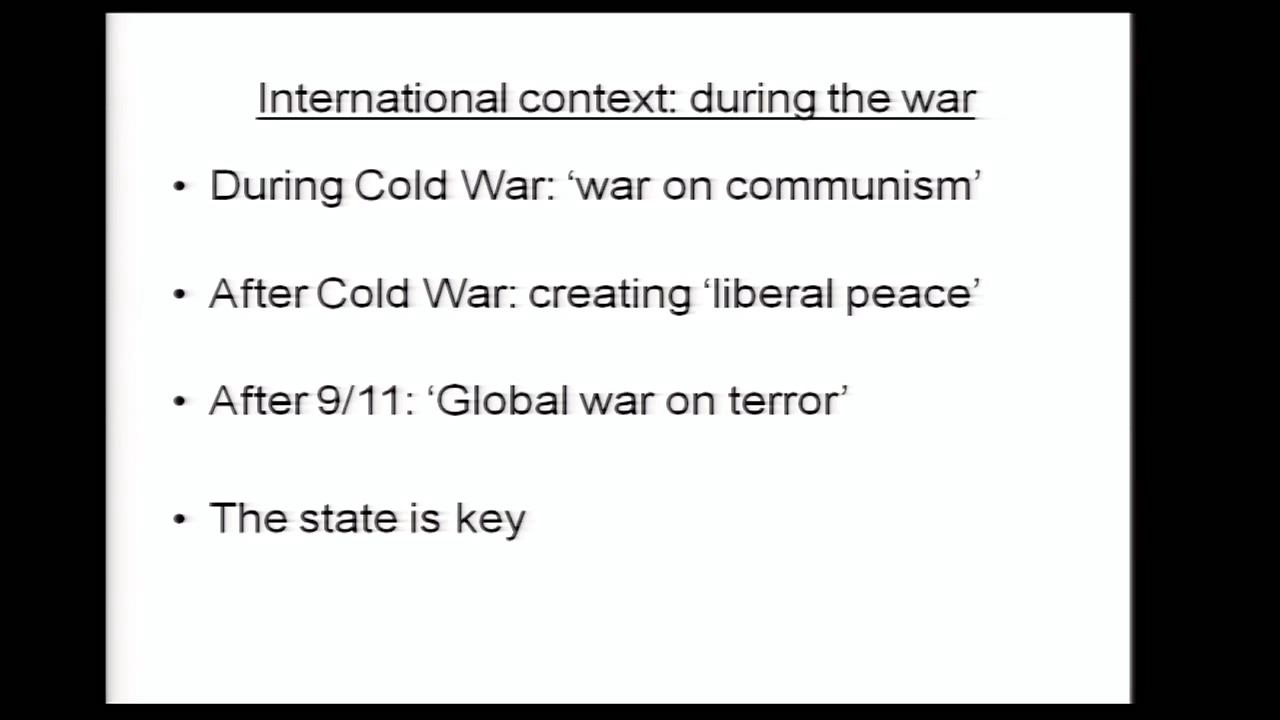 International context: during the war
• During Cold War: ‘war on communism’
• After Cold War: creating ‘liberal peace’
• After 9/11: ‘Global war on terror’
• The state is key